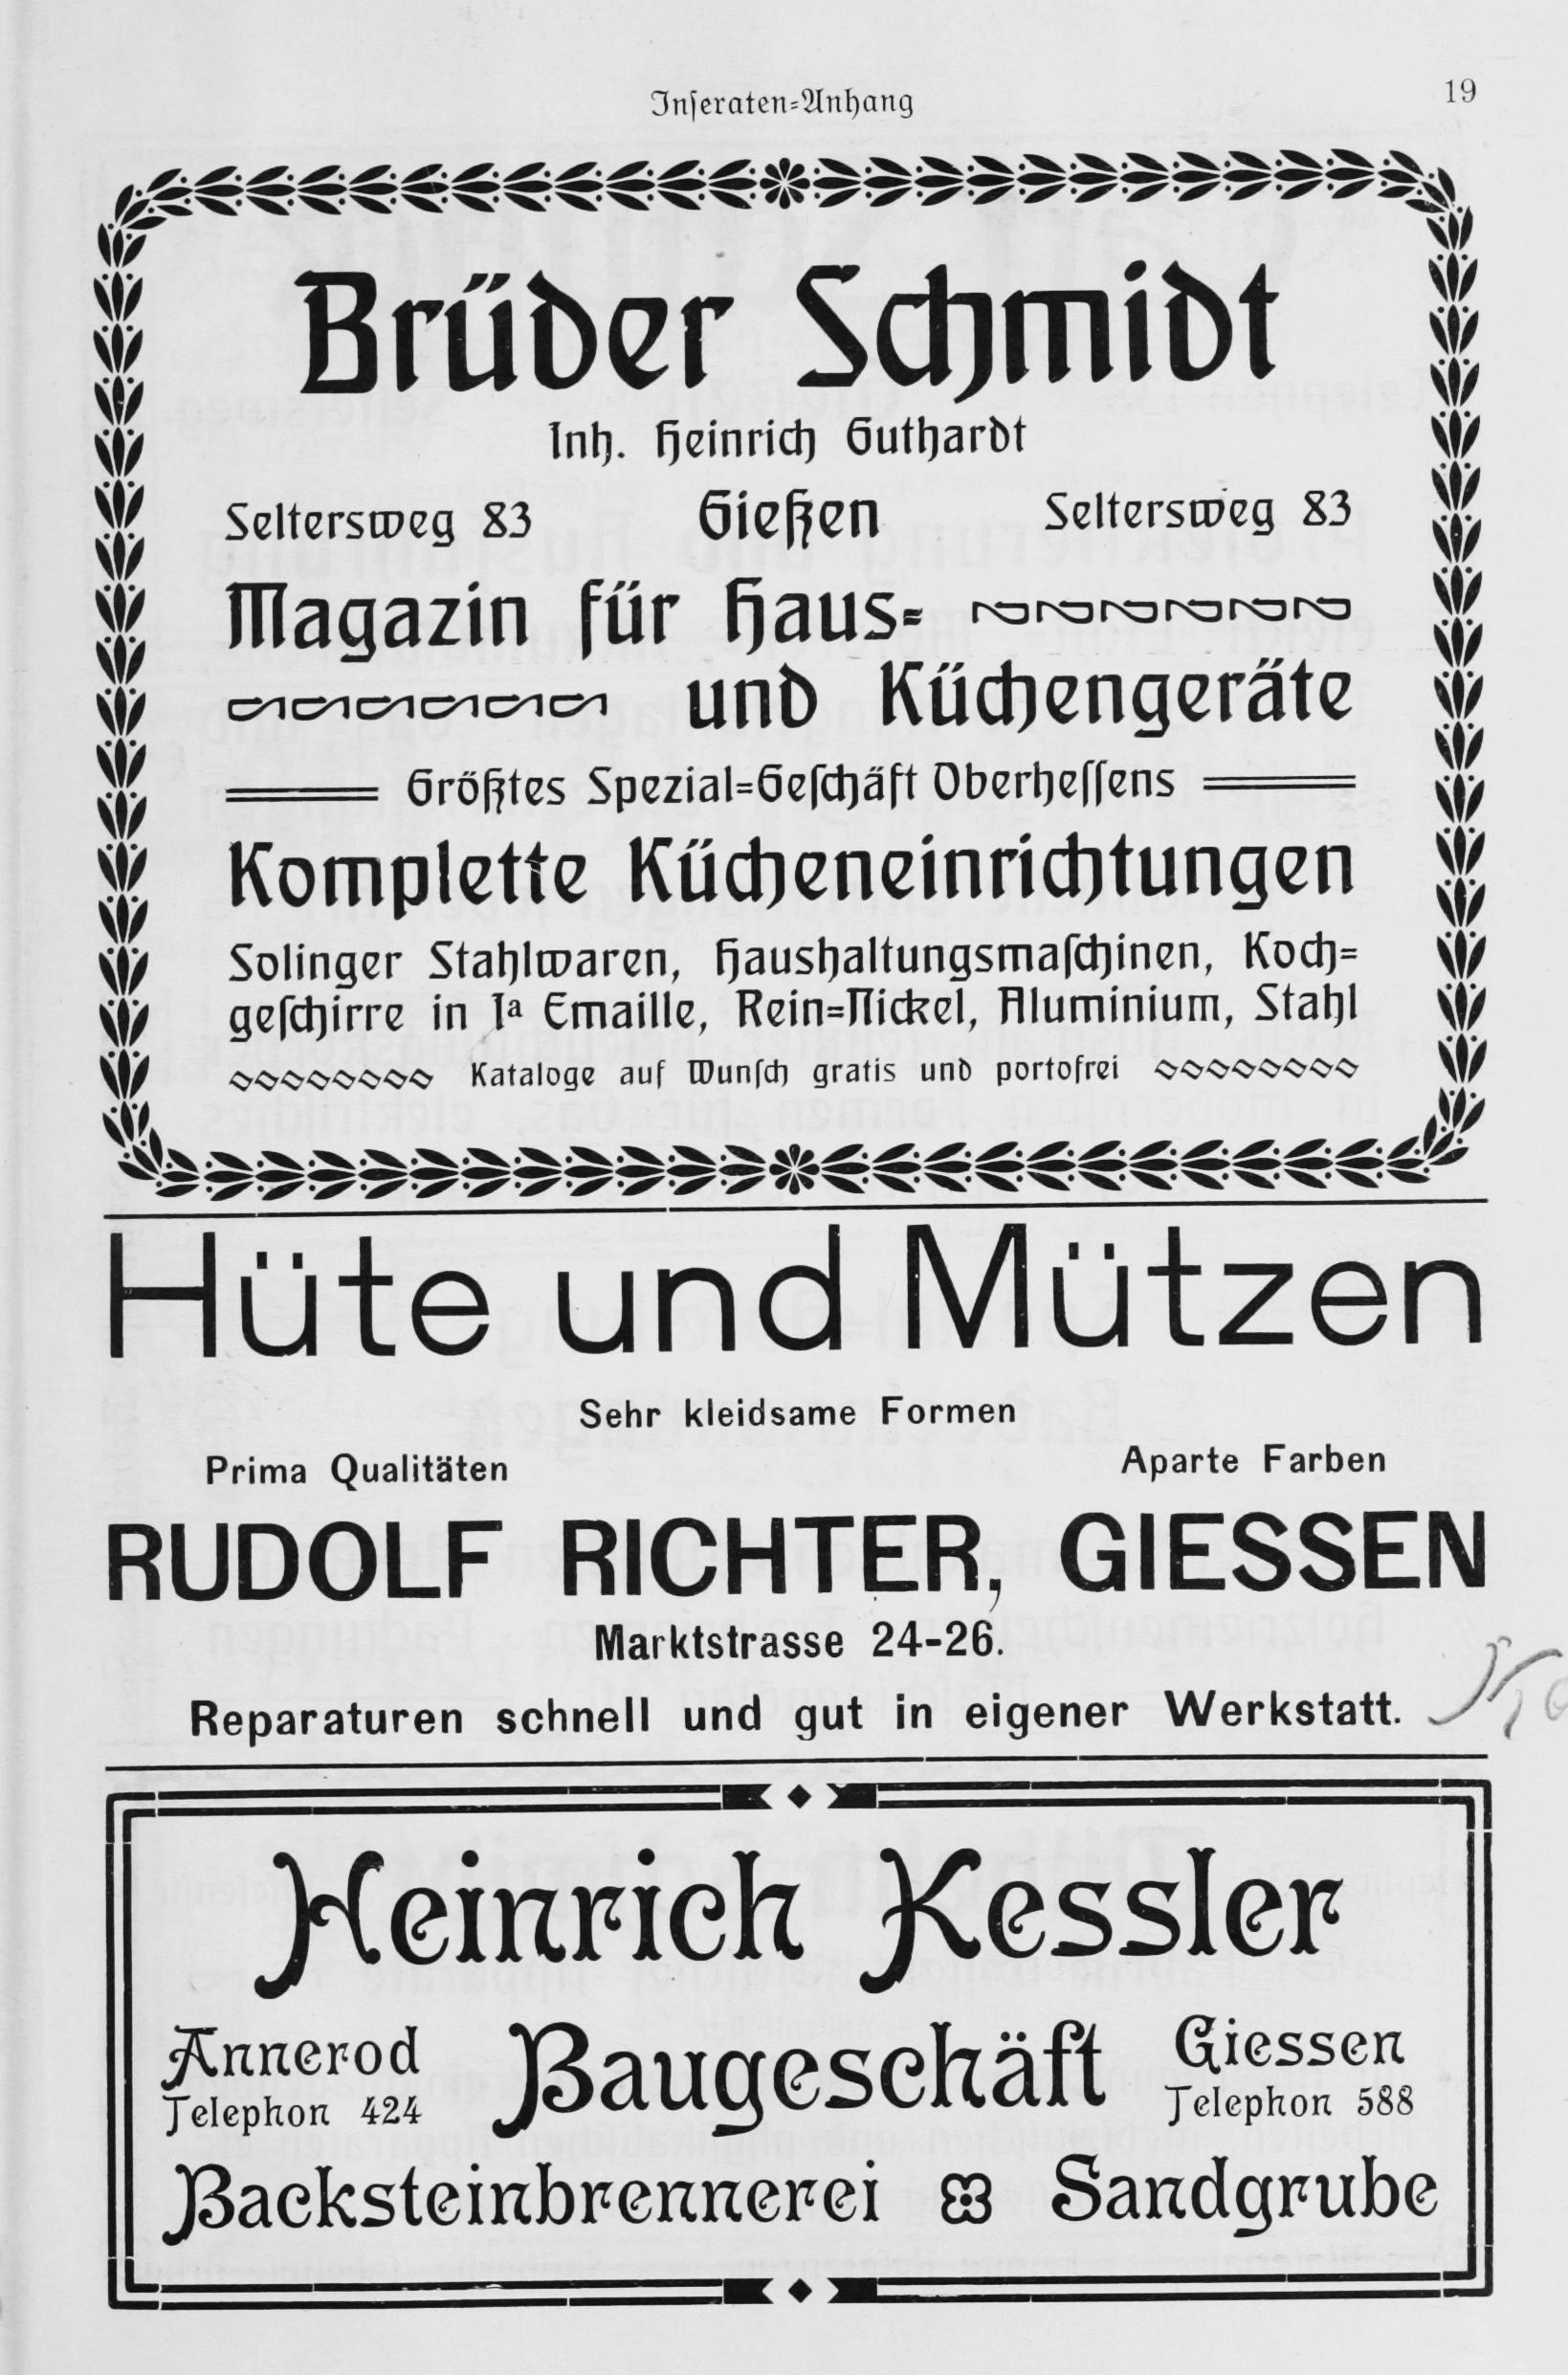 Inseraten=Anhang
19
Brüder Schmidt
Inh. Heinrich Guthardt
Seltersweg 83 Gießen Seltersweg 83
Magazin für Haus=
und Küchengeräte
Größtes Spezial=Geschäft Oberhessens
Komplette Kücheneinrichtungen
Solinger Stahlwaren, Haushaltungsmaschinen, Koch=
geschirre in Ia Emaille, Rein=Nickel, Aluminium, Stahl
Kataloge auf Wunsch gratis und portofrei
Hüte und Mützen
Sehr kleidsame Formen
Prima Qualitäten Aparte Farben
RUDOLF RICHTER, GIESSEN
Marktstrasse 24-26.
Reparaturen schnell und gut in eigener Werkstatt.
Heinrich Kessler
Annerod Baugeschäft Giessen
Telephon 424 Telephon 588
Backsteinbrennerei Sandgrube